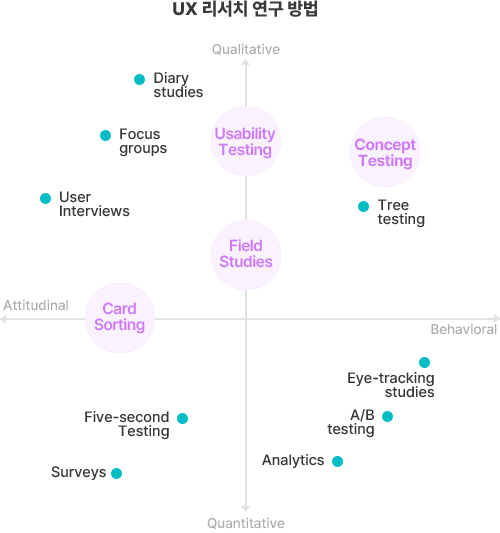 UX 리서치 연구 방법
Qualitative
Diary
studies
Focus
groups
Usability
Testing
Concept
Testing
User
Interviews
Tree
testing
Field
Studies
Attitudinal
Card
Sorting
Behavioral
Eye-tracking
studies
Five-second
Testing
A/B
testing
Analytics
Surveys
Quantitative